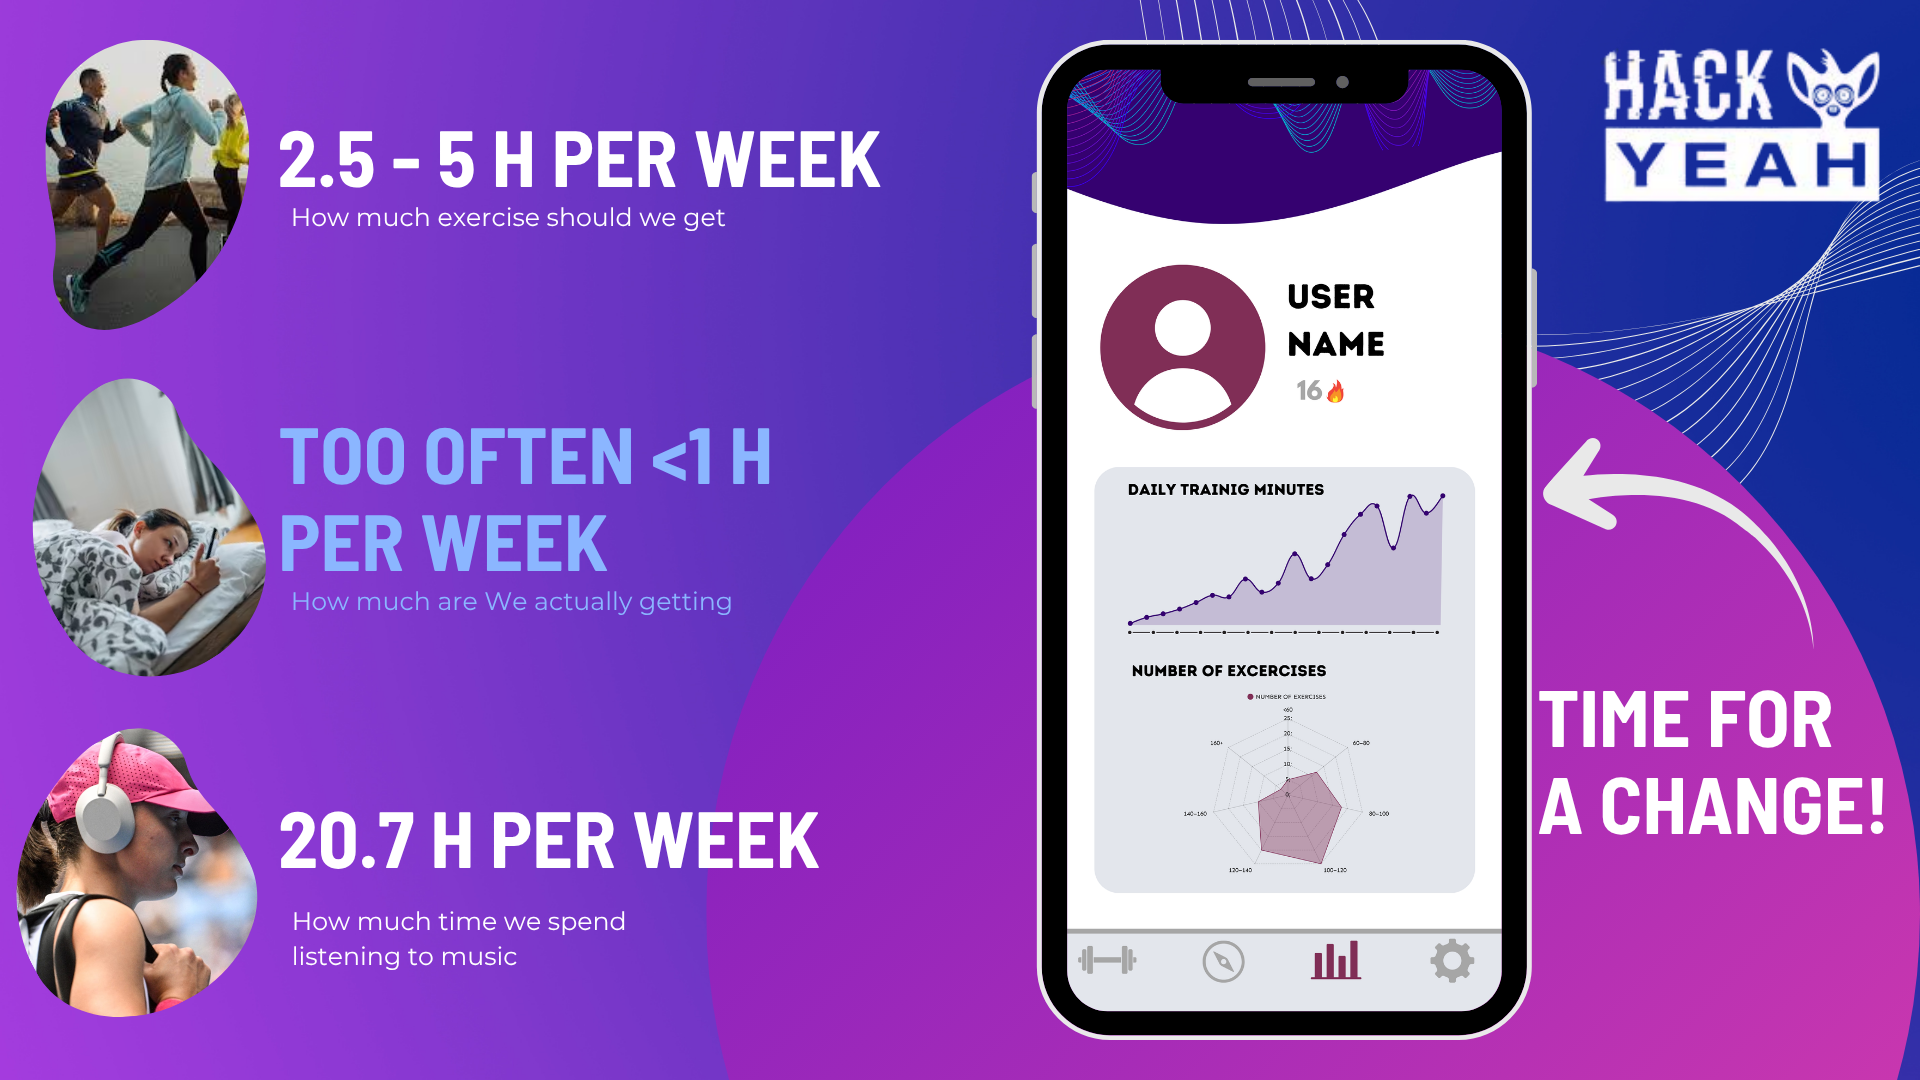 2.5 - 5 H PER WEEK
How much exercise should we get
TOO OFTEN <1 H
PER WEEK
How much are We actually getting
20.7 H PER WEEK
How much time we spend
listening to music
USER
NAME
16🔥
DAILY TRAINIG MINUTES
NUMBER OF EXCERCISES
NUMBER OF EXERCISES
<60
25
20
15
10
5
0
160+
60-80
140-160
80-100
120-140
100-120
HACK
YEAH
TIME FOR
A CHANGE!